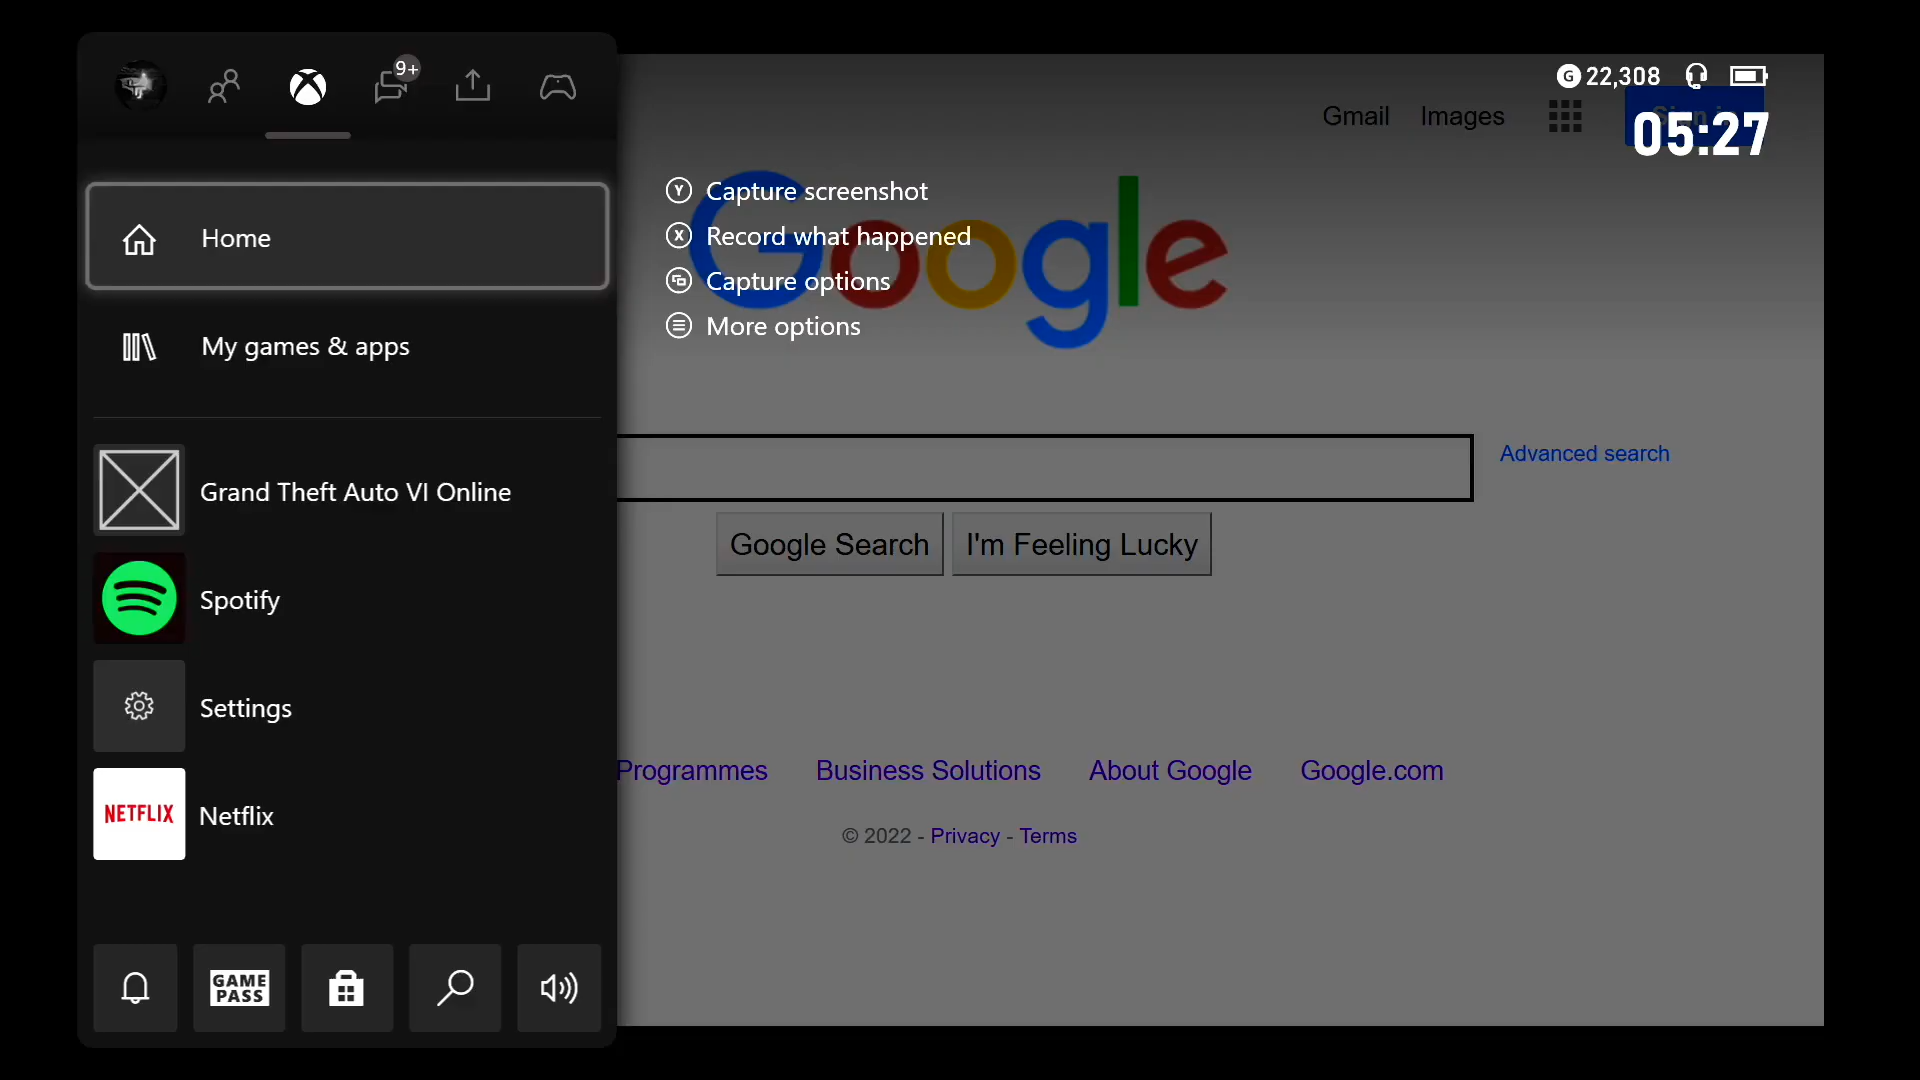 9+
Home
My games & apps
Grand Theft Auto VI Online
Spotify
Settings
NETFLIX
Netflix
GAME
PASS
G 22,308
05:27
Gmail
Images
Y Capture screenshot
X Record what happened
Capture options
More options
Google
Advanced search
Google Search
I'm Feeling Lucky
Programmes
Business Solutions
About Google
Google.com
© 2022 - Privacy - Terms